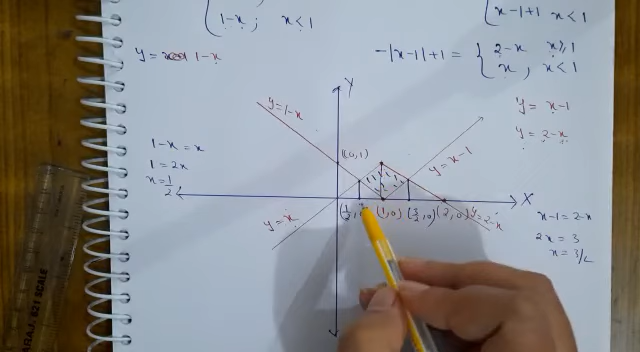 1-x ; x<1
x-1+1 x<1
y = 1-x
-|x-1|+1 = { 2-x x≥1
x , x<1
Y
y=1-x
y = x-1
y = 2-x
y=x-1
(0,1)
1-x = x
1 = 2x
x = 1/2
X
(1/2,0) (1,0) (3/2,0) (2,0) y=2-x
y=x
x-1 = 2-x
2x = 3
x = 3/2
821 SCALE